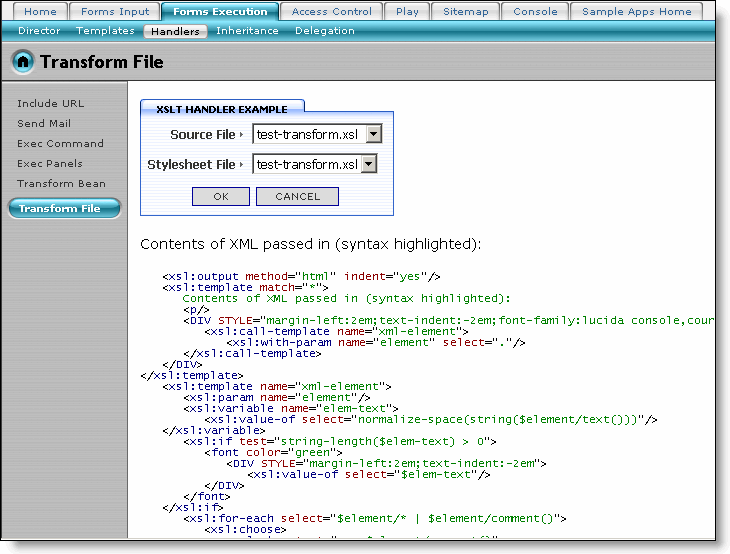 Home Forms Input Forms Execution Access Control Play Sitemap Console Sample Apps Home
Director Templates Handlers Inheritance Delegation
Transform File
Include URL
Send Mail
Exec Command
Exec Panels
Transform Bean
Transform File
XSLT HANDLER EXAMPLE
Source File test-transform.xsl
Stylesheet File test-transform.xsl
OK CANCEL
Contents of XML passed in (syntax highlighted):
<xsl:output method="html" indent="yes"/>
<xsl:template match="*">
Contents of XML passed in (syntax highlighted):
<p/>
<DIV STYLE="margin-left:2em;text-indent:-2em;font-family:lucida console,cour
<xsl:call-template name="xml-element">
<xsl:with-param name="element" select="."/>
</xsl:call-template>
</DIV>
</xsl:template>
<xsl:template name="xml-element">
<xsl:param name="element"/>
<xsl:variable name="elem-text">
<xsl:value-of select="normalize-space(string($element/text()))"/>
</xsl:variable>
<xsl:if test="string-length($elem-text) > 0">
<font color="green">
<DIV STYLE="margin-left:2em;text-indent:-2em">
<xsl:value-of select="$elem-text"/>
</DIV>
</font>
</xsl:if>
<xsl:for-each select="$element/* | $element/comment()">
<xsl:choose>